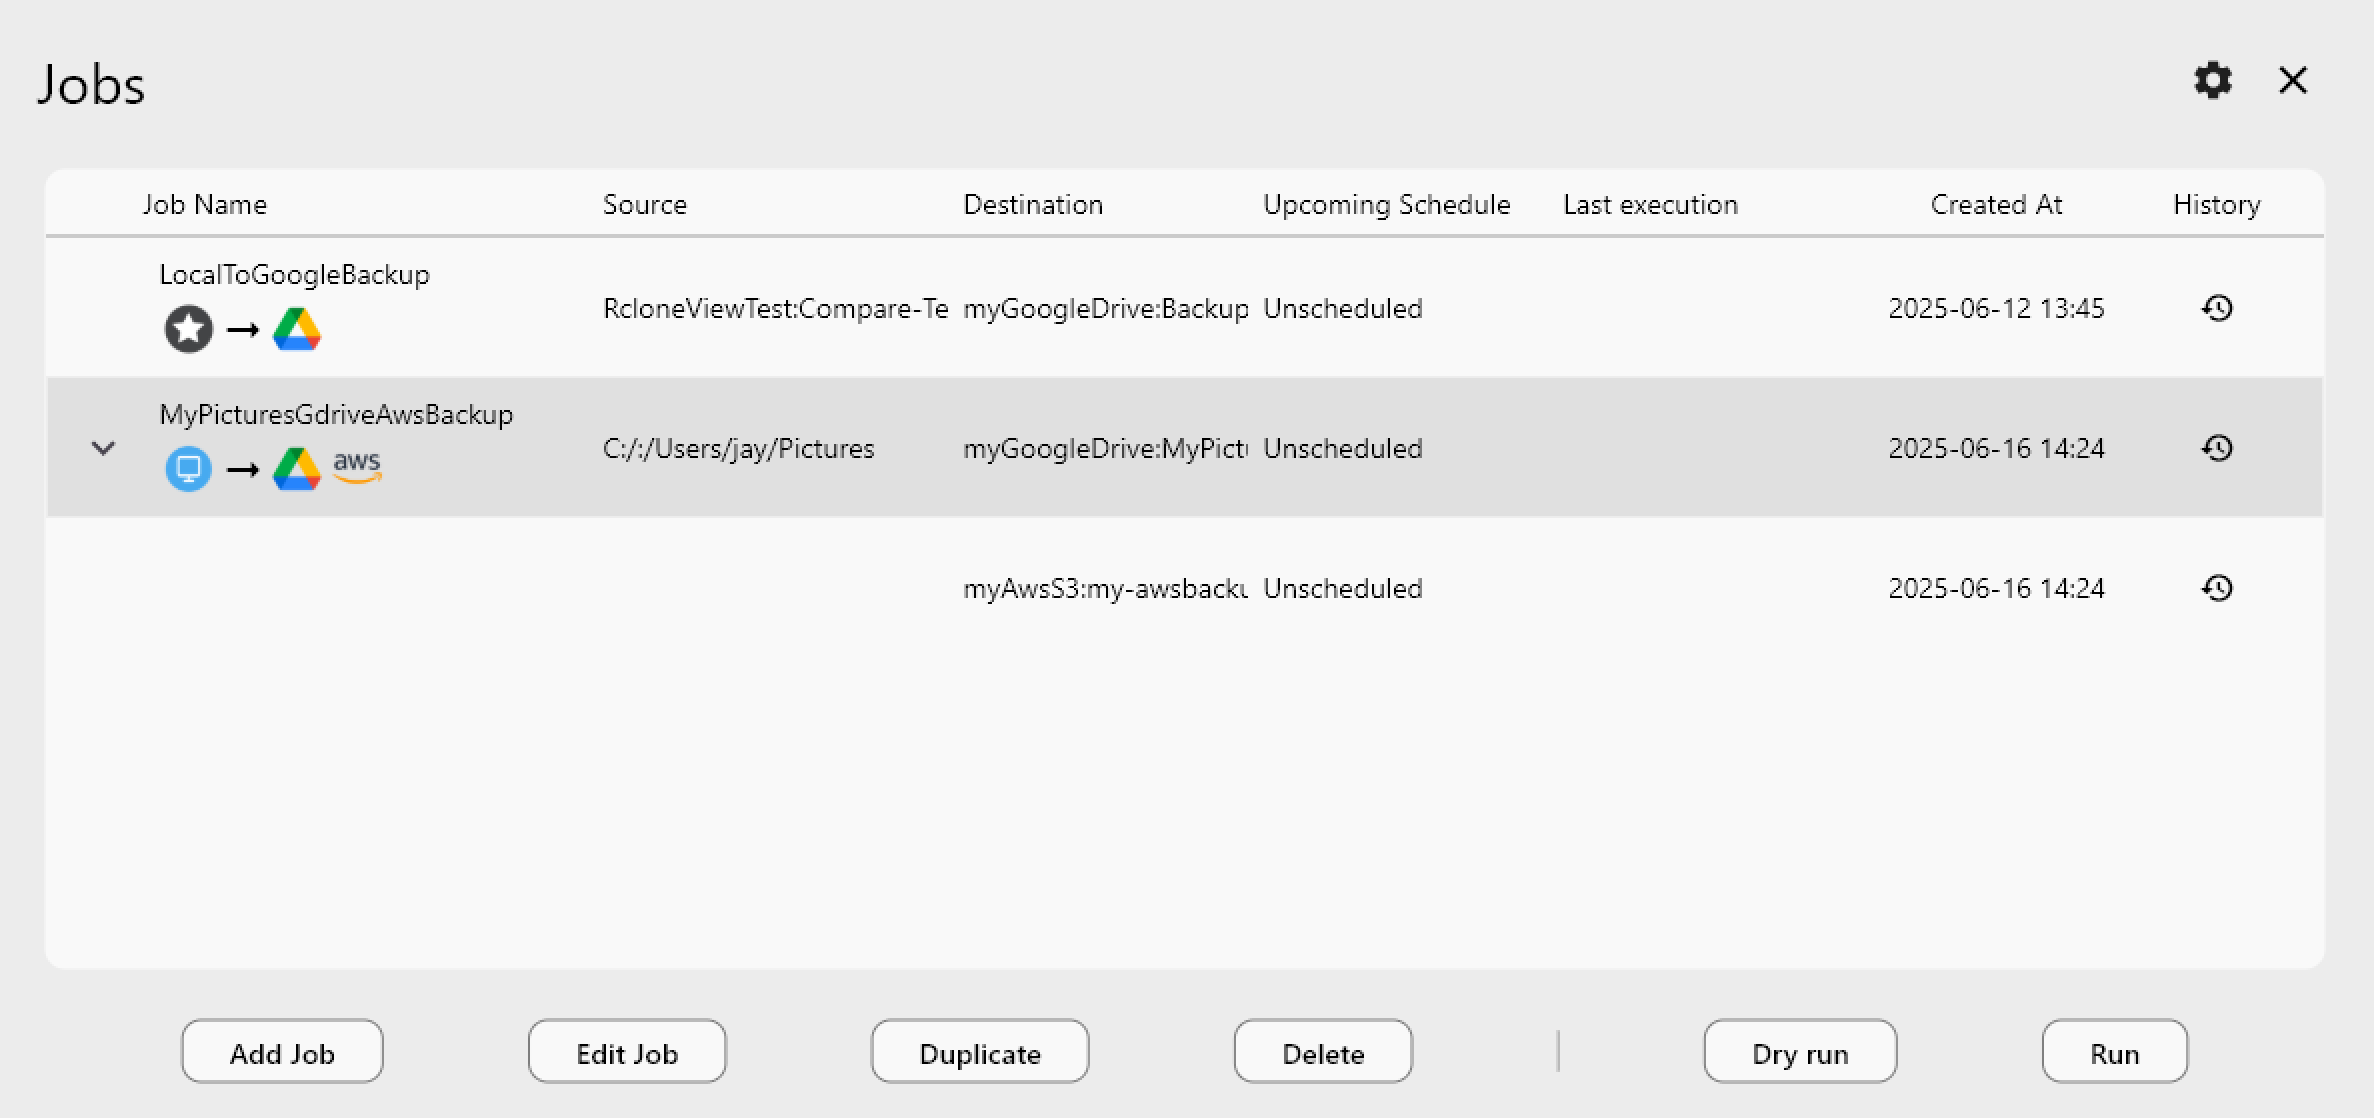 Jobs
Job Name Source Destination Upcoming Schedule Last execution Created At History
LocalToGoogleBackup
RcloneViewTest:Compare-Te myGoogleDrive:Backup Unscheduled 2025-06-12 13:45
MyPicturesGdriveAwsBackup
C:/:/Users/jay/Pictures myGoogleDrive:MyPict Unscheduled 2025-06-16 14:24
aws
myAwsS3:my-awsback Unscheduled 2025-06-16 14:24
Add Job Edit Job Duplicate Delete Dry run Run